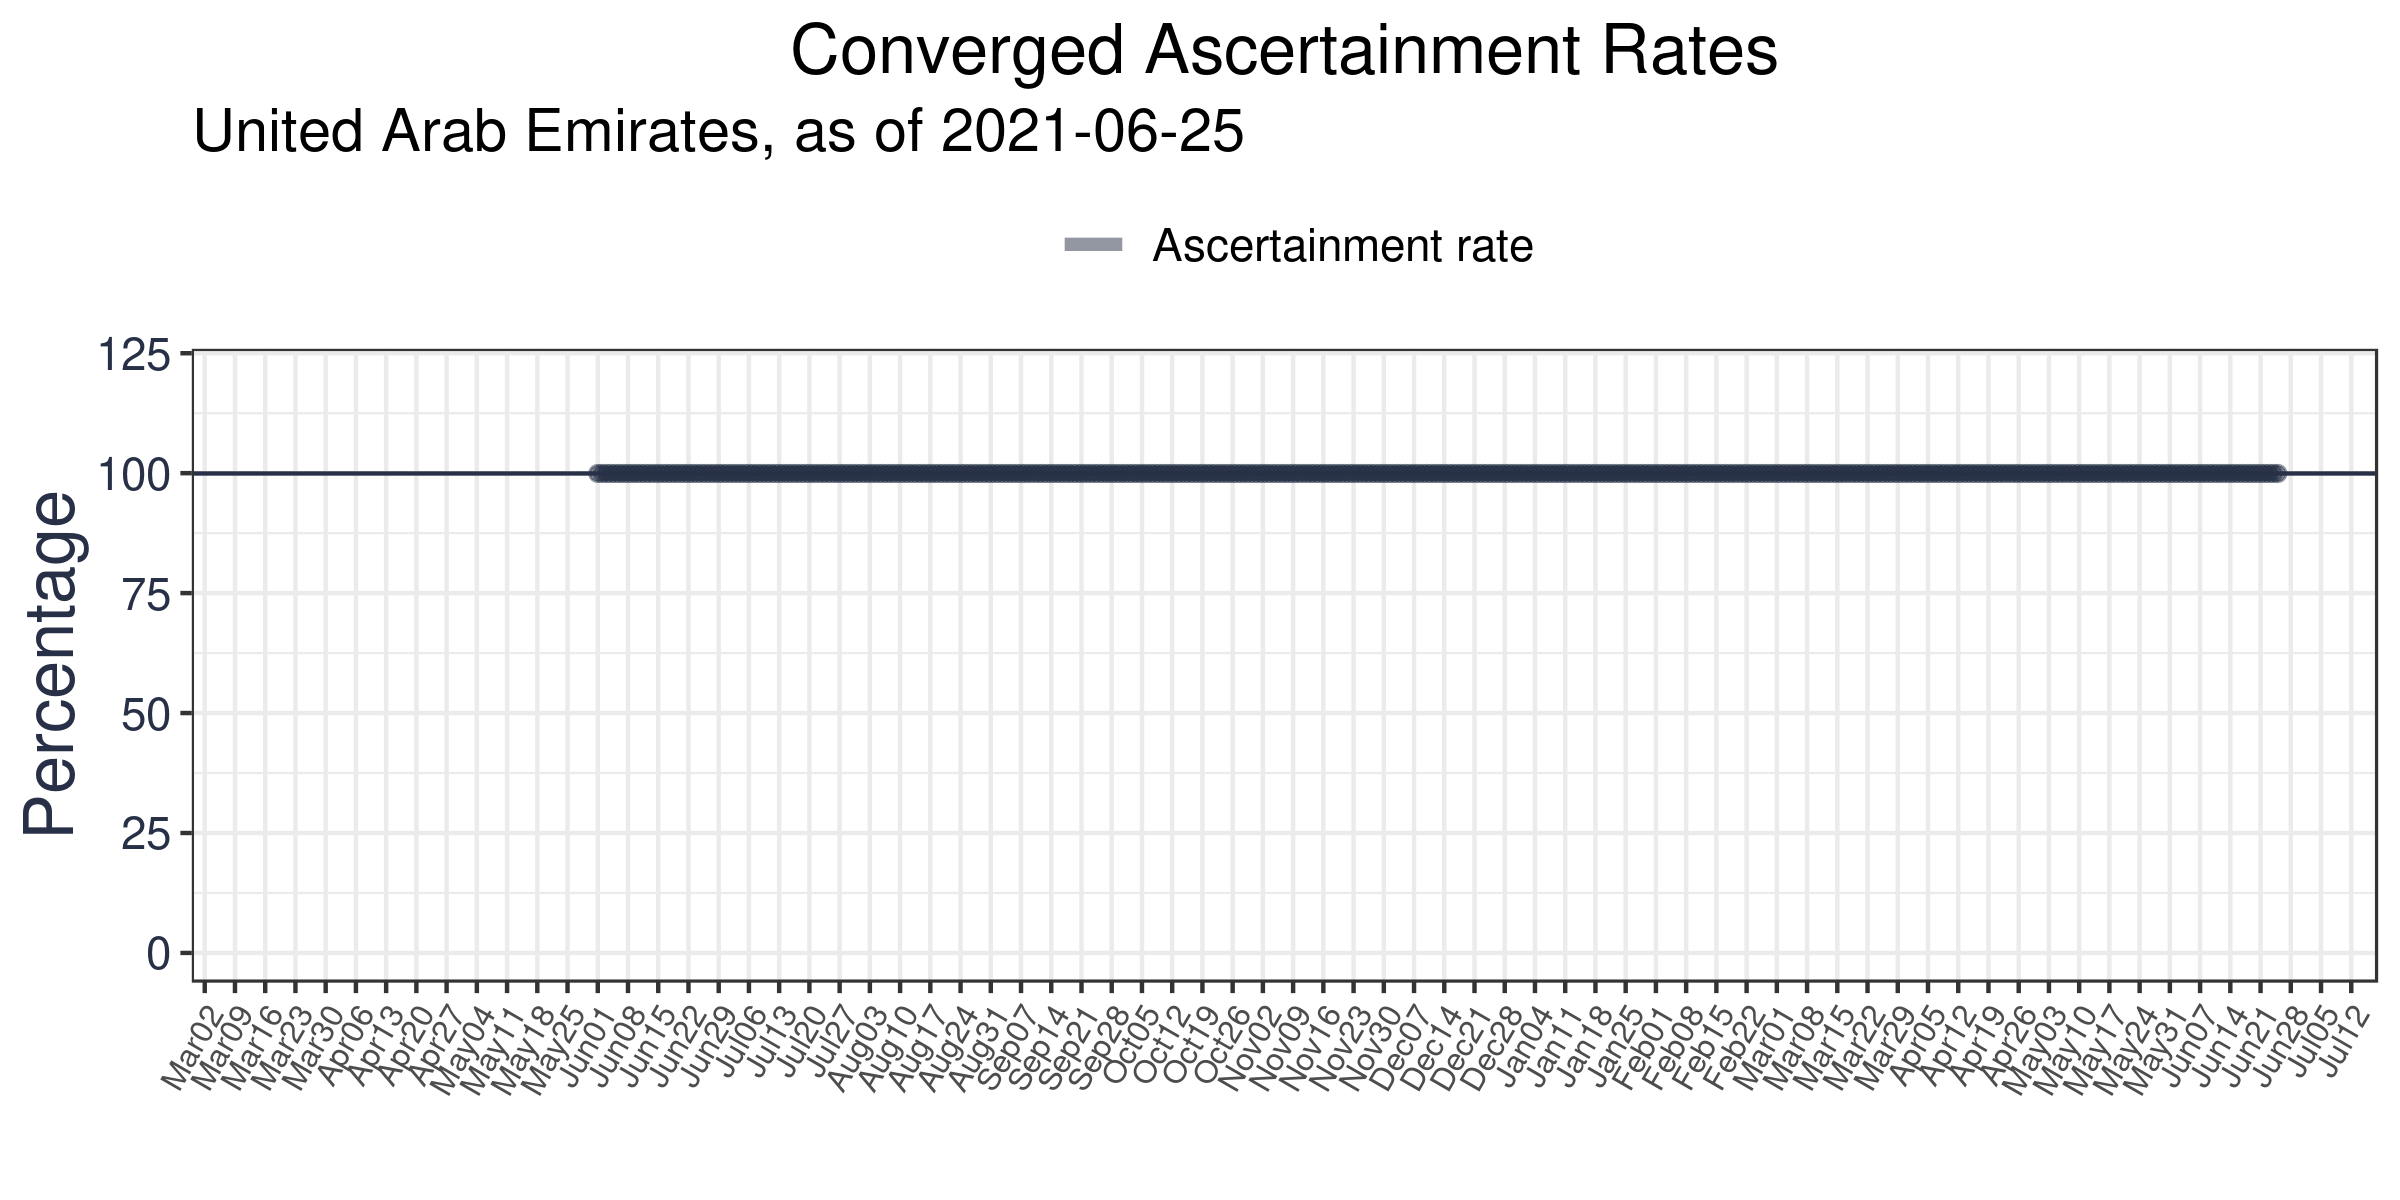 Converged Ascertainment Rates
United Arab Emirates, as of 2021-06-25
Ascertainment rate
Percentage
125
100
75
50
25
0
Mar02 Mar09 Mar16 Mar23 Mar30 Apr06 Apr13 Apr20 Apr27 May04 May11 May18 May25 Jun01 Jun08 Jun15 Jun22 Jun29 Jul06 Jul13 Jul20 Jul27 Aug03 Aug10 Aug17 Aug24 Aug31 Sep07 Sep14 Sep21 Sep28 Oct05 Oct12 Oct19 Oct26 Nov02 Nov09 Nov16 Nov23 Nov30 Dec07 Dec14 Dec21 Dec28 Jan04 Jan11 Jan18 Jan25 Feb01 Feb08 Feb15 Feb22 Mar01 Mar08 Mar15 Mar22 Mar29 Apr05 Apr12 Apr19 Apr26 May03 May10 May17 May24 May31 Jun07 Jun14 Jun21 Jun28 Jul05 Jul12